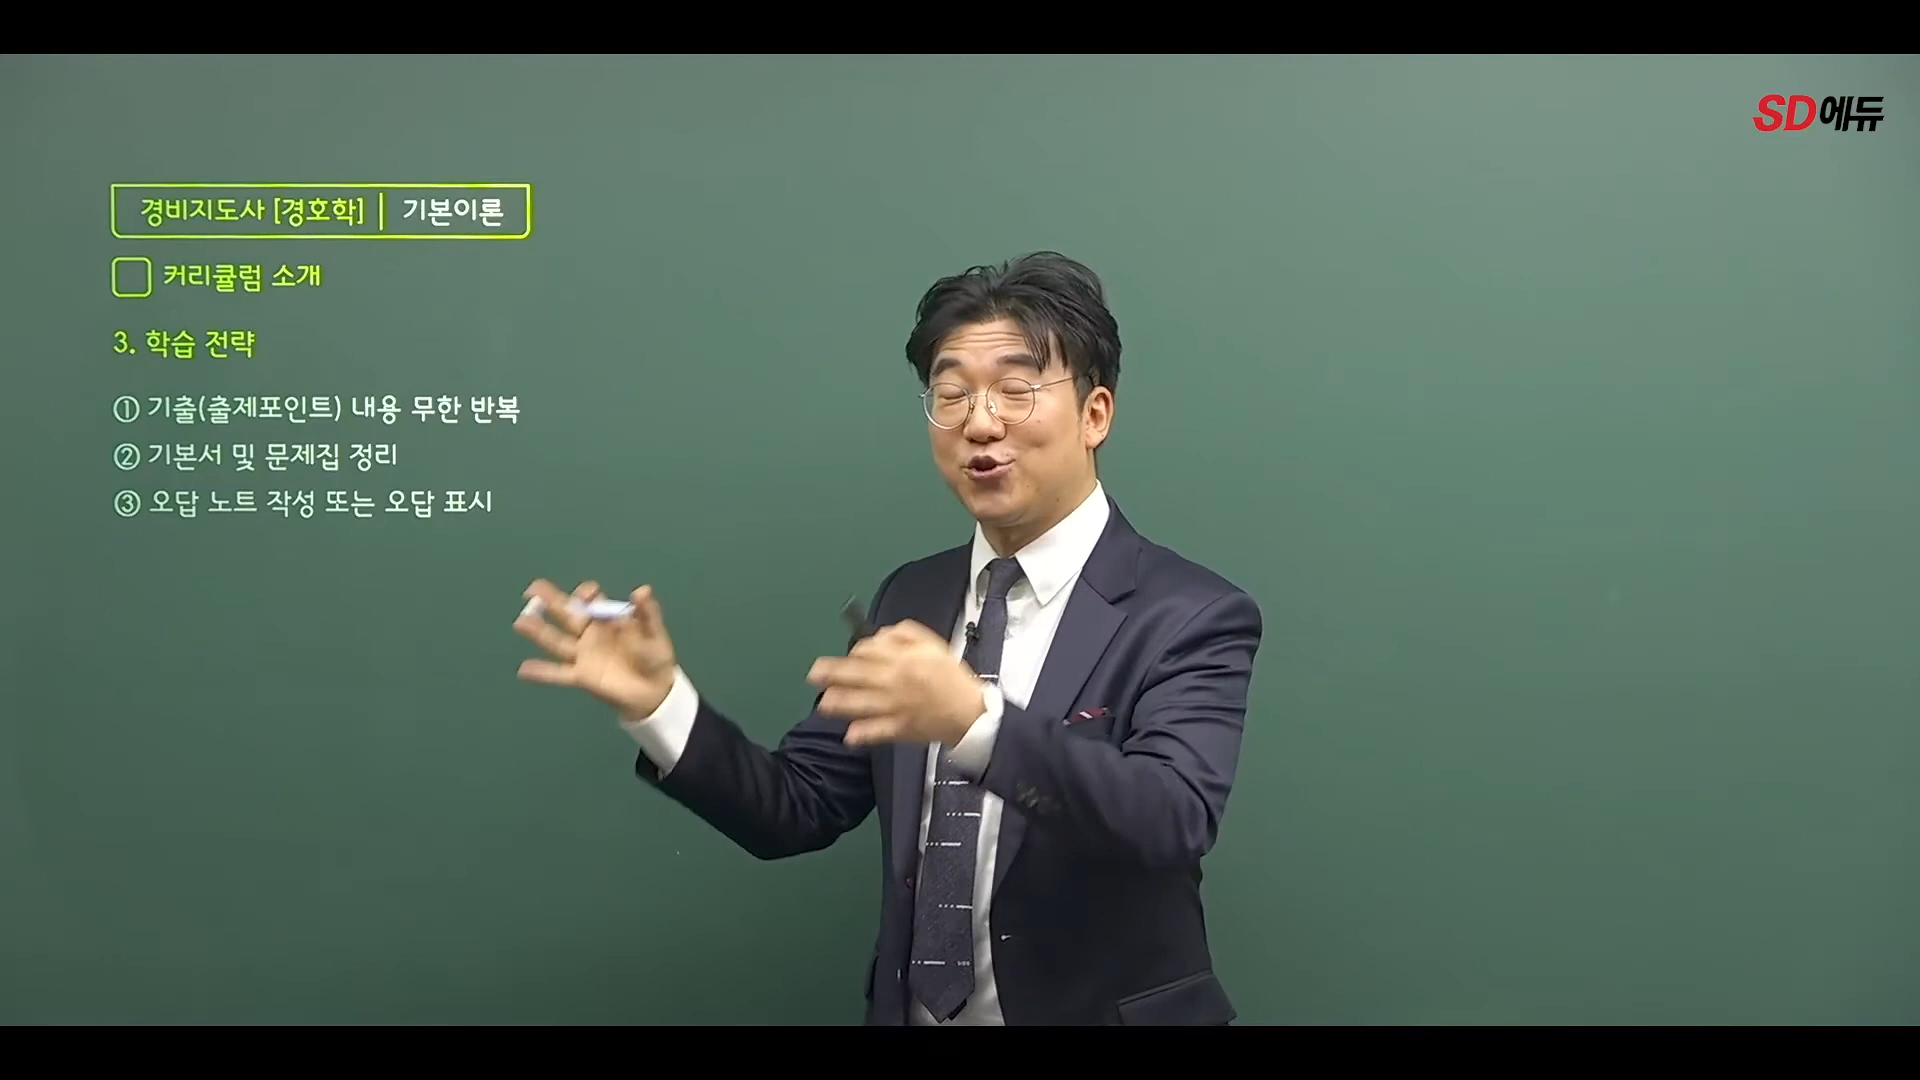 SD에듀
경비지도사 [경호학] | 기본이론
커리큘럼 소개
3. 학습 전략
① 기출(출제포인트) 내용 무한 반복
② 기본서 및 문제집 정리
③ 오답 노트 작성 또는 오답 표시